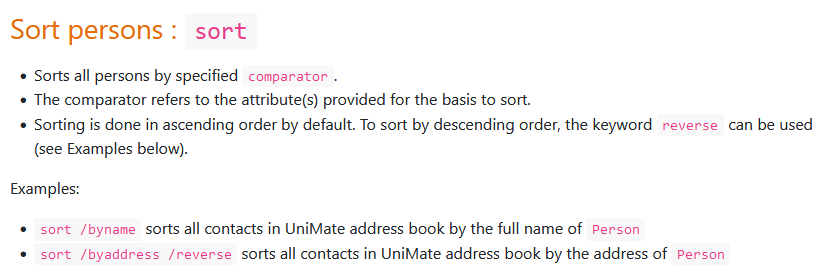 Sort persons : sort
• Sorts all persons by specified comparator.
• The comparator refers to the attribute(s) provided for the basis to sort.
• Sorting is done in ascending order by default. To sort by descending order, the keyword reverse can be used
(see Examples below).
Examples:
• sort /byname sorts all contacts in UniMate address book by the full name of Person
• sort /byaddress /reverse sorts all contacts in UniMate address book by the address of Person